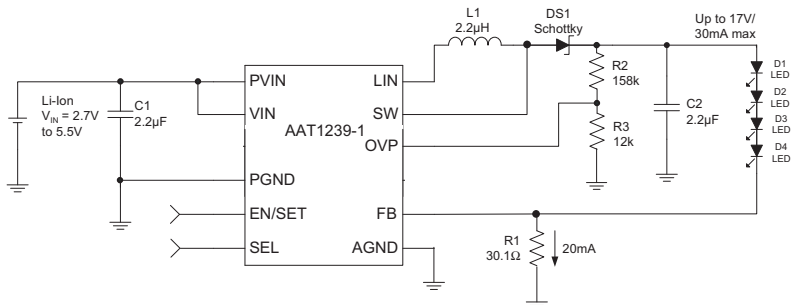 L1
2.2μH
DS1
Schottky
Up to 17V/
30mA max
Li-Ion
VIN = 2.7V
to 5.5V
C1
2.2μF
PVIN
VIN
PGND
EN/SET
SEL
AAT1239-1
LIN
SW
OVP
FB
AGND
R2
158k
R3
12k
C2
2.2μF
D1
LED
D2
LED
D3
LED
D4
LED
R1
30.1Ω
20mA